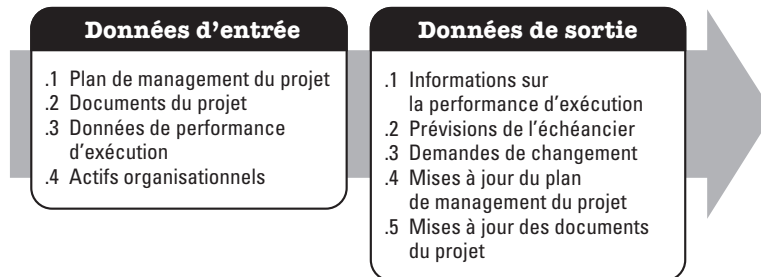 Données d'entrée
.1 Plan de management du projet
.2 Documents du projet
.3 Données de performance
d'exécution
.4 Actifs organisationnels
Données de sortie
.1 Informations sur
la performance d'exécution
.2 Prévisions de l'échéancier
.3 Demandes de changement
.4 Mises à jour du plan
de management du projet
.5 Mises à jour des documents
du projet